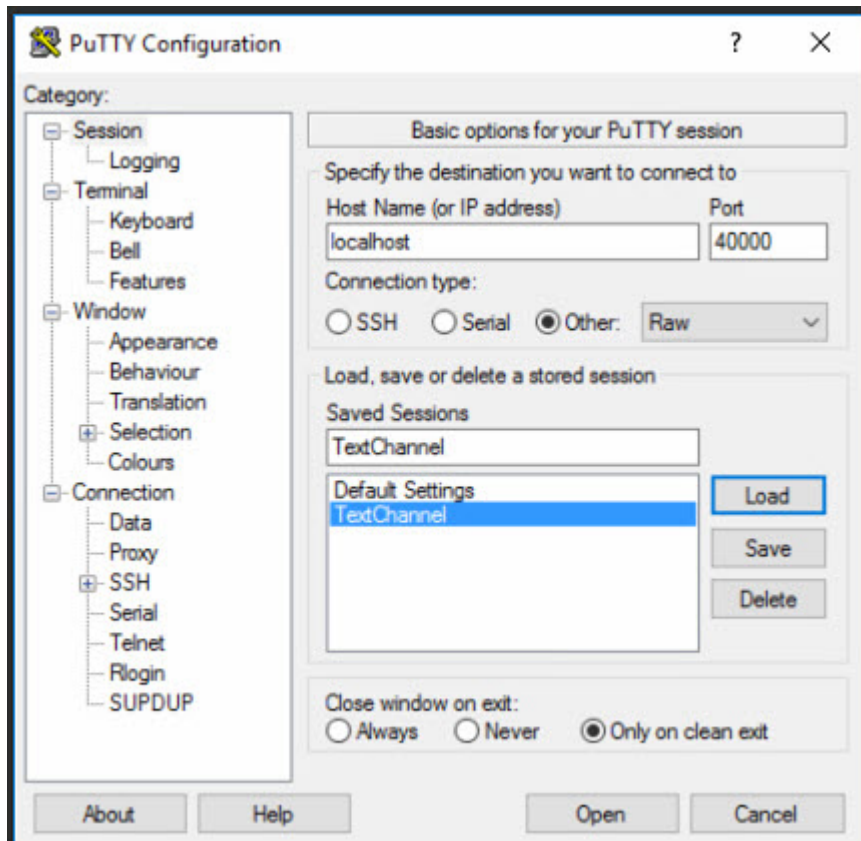 PuTTY Configuration
?
Category:
Session
Logging
Terminal
Keyboard
Bell
Features
Window
Appearance
Behaviour
Translation
Selection
Colours
Connection
Data
Proxy
SSH
Serial
Telnet
Rlogin
SUPDUP
Basic options for your PuTTY session
Specify the destination you want to connect to
Host Name (or IP address) Port
localhost 40000
Connection type:
SSH Serial Other: Raw
Load, save or delete a stored session
Saved Sessions
TextChannel
Default Settings
TextChannel
Load
Save
Delete
Close window on exit:
Always Never Only on clean exit
About Help Open Cancel